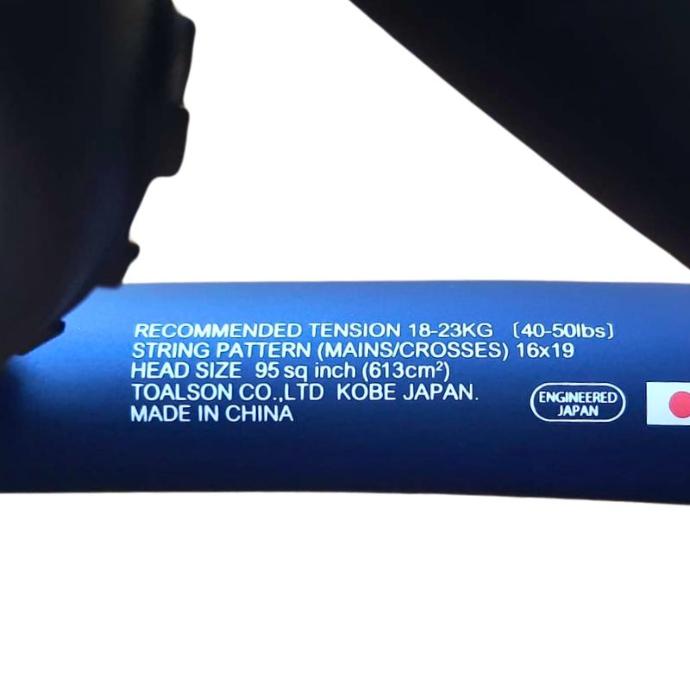 RECOMMENDED TENSION 18-23KG (40-50lbs)
STRING PATTERN (MAINS/CROSSES) 16x19
HEAD SIZE 95 sq inch (613cm²)
TOALSON CO.,LTD KOBE JAPAN.
MADE IN CHINA
ENGINEERED
JAPAN